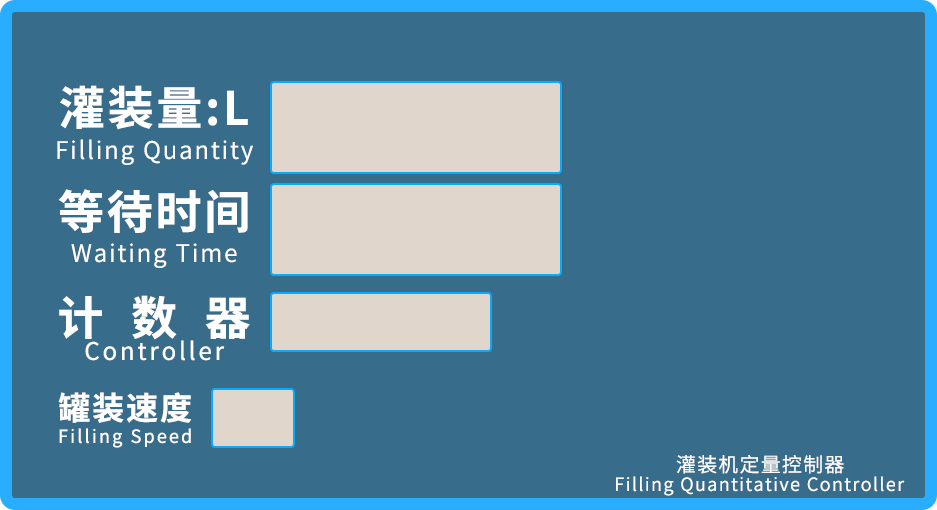 灌装量:L
Filling Quantity
等待时间
Waiting Time
计 数 器
Controller
罐装速度
Filling Speed
灌装机定量控制器
Filling Quantitative Controller